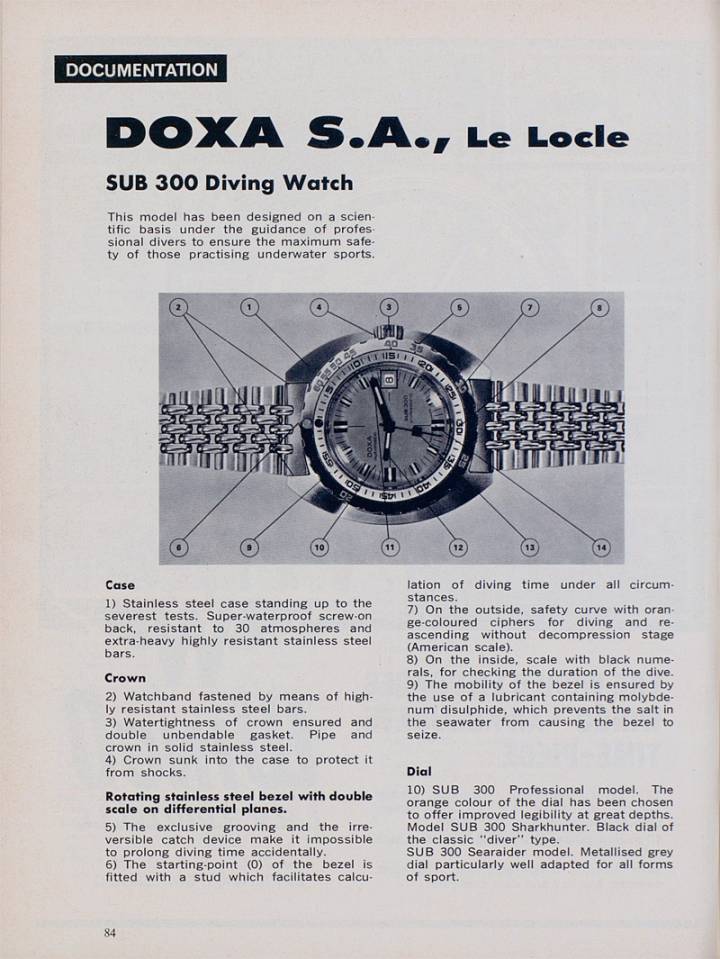 DOCUMENTATION
DOXA S.A., Le Locle
SUB 300 Diving Watch
This model has been designed on a scien-
tific basis under the guidance of profes-
sional divers to ensure the maximum safe-
ty of those practising underwater sports.
2 1 4 3 5 7 8
6 9 10 11 12 13 14
Case
1) Stainless steel case standing up to the
severest tests. Super-waterproof screw-on
back, resistant to 30 atmospheres and
extra-heavy highly resistant stainless steel
bars.
Crown
2) Watchband fastened by means of high-
ly resistant stainless steel bars.
3) Watertightness of crown ensured and
double unbendable gasket. Pipe and
crown in solid stainless steel.
4) Crown sunk into the case to protect it
from shocks.
Rotating stainless steel bezel with double
scale on differential planes.
5) The exclusive grooving and the irre-
versible catch device make it impossible
to prolong diving time accidentally.
6) The starting-point (0) of the bezel is
fitted with a stud which facilitates calcu-
lation of diving time under all circum-
stances.
7) On the outside, safety curve with oran-
ge-coloured ciphers for diving and re-
ascending without decompression stage
(American scale).
8) On the inside, scale with black nume-
rals, for checking the duration of the dive.
9) The mobility of the bezel is ensured by
the use of a lubricant containing molybde-
num disulphide, which prevents the salt in
the seawater from causing the bezel to
seize.
Dial
10) SUB 300 Professional model. The
orange colour of the dial has been chosen
to offer improved legibility at great depths.
Model SUB 300 Sharkhunter. Black dial of
the classic "diver" type.
SUB 300 Searaider model. Metallised grey
dial particularly well adapted for all forms
of sport.
84